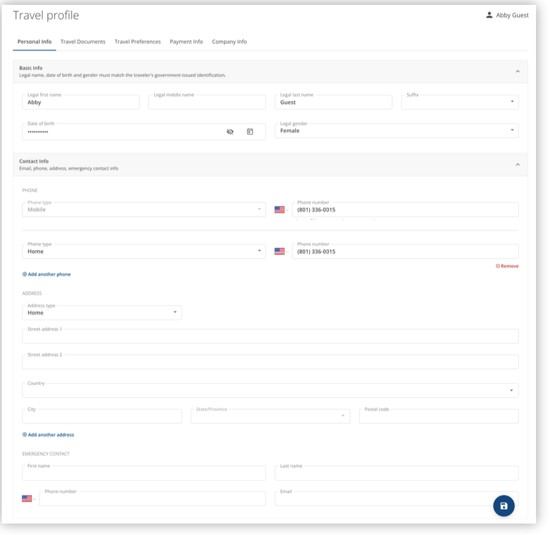 Travel profile
Abby Guest
Personal Info Travel Documents Travel Preferences Payment Info Company Info
Basic Info
Legal name, date of birth and gender must match the traveler's government-issued identification.
Legal first name Legal middle name Legal last name Suffix
Abby Guest
Date of birth Legal gender
•••••••••• Female
Contact Info
Email, phone, address, emergency contact info
PHONE
Phone type Phone number
Mobile (801) 336-0315
Phone type Phone number
Home (801) 336-0315
Remove
Add another phone
ADDRESS
Address type
Home
Street address 1
Street address 2
Country
City State/Province Postal code
Add another address
EMERGENCY CONTACT
First name Last name
Phone number Email